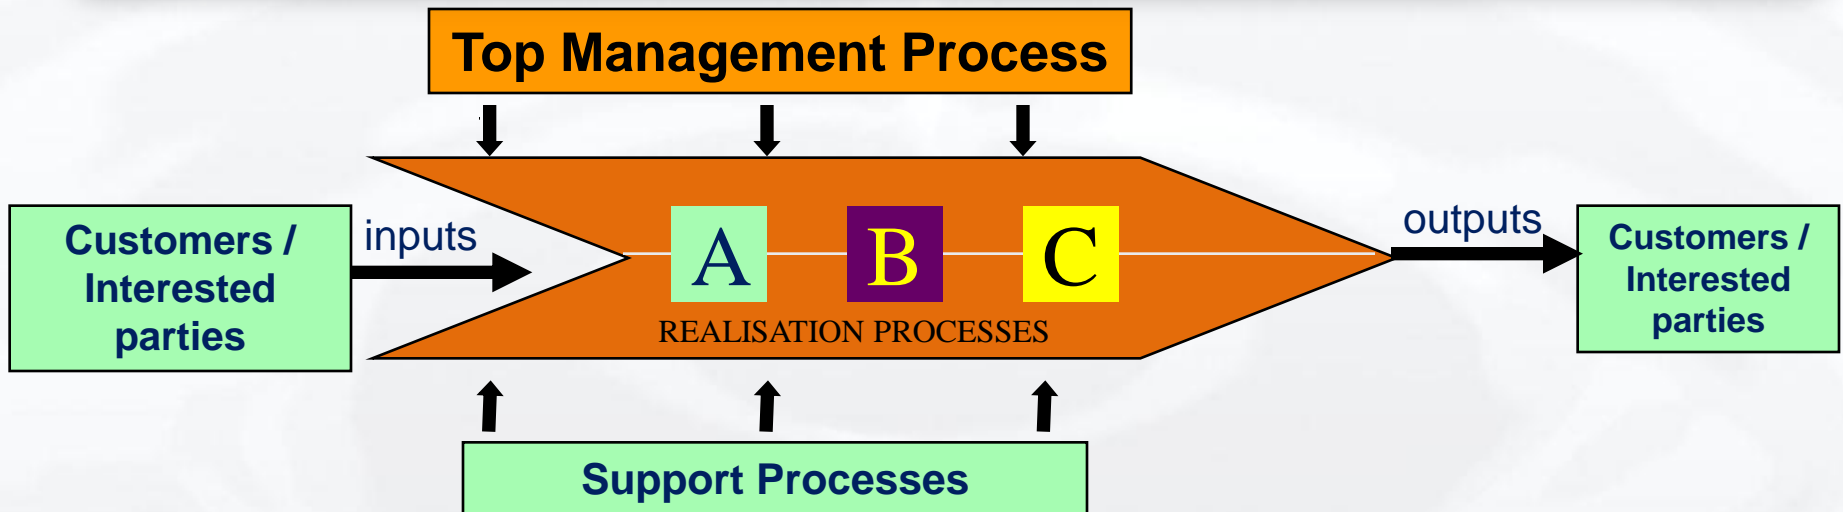 Top Management Process
Customers /
Interested
parties
inputs
A
B
C
REALISATION PROCESSES
outputs
Customers /
Interested
parties
Support Processes